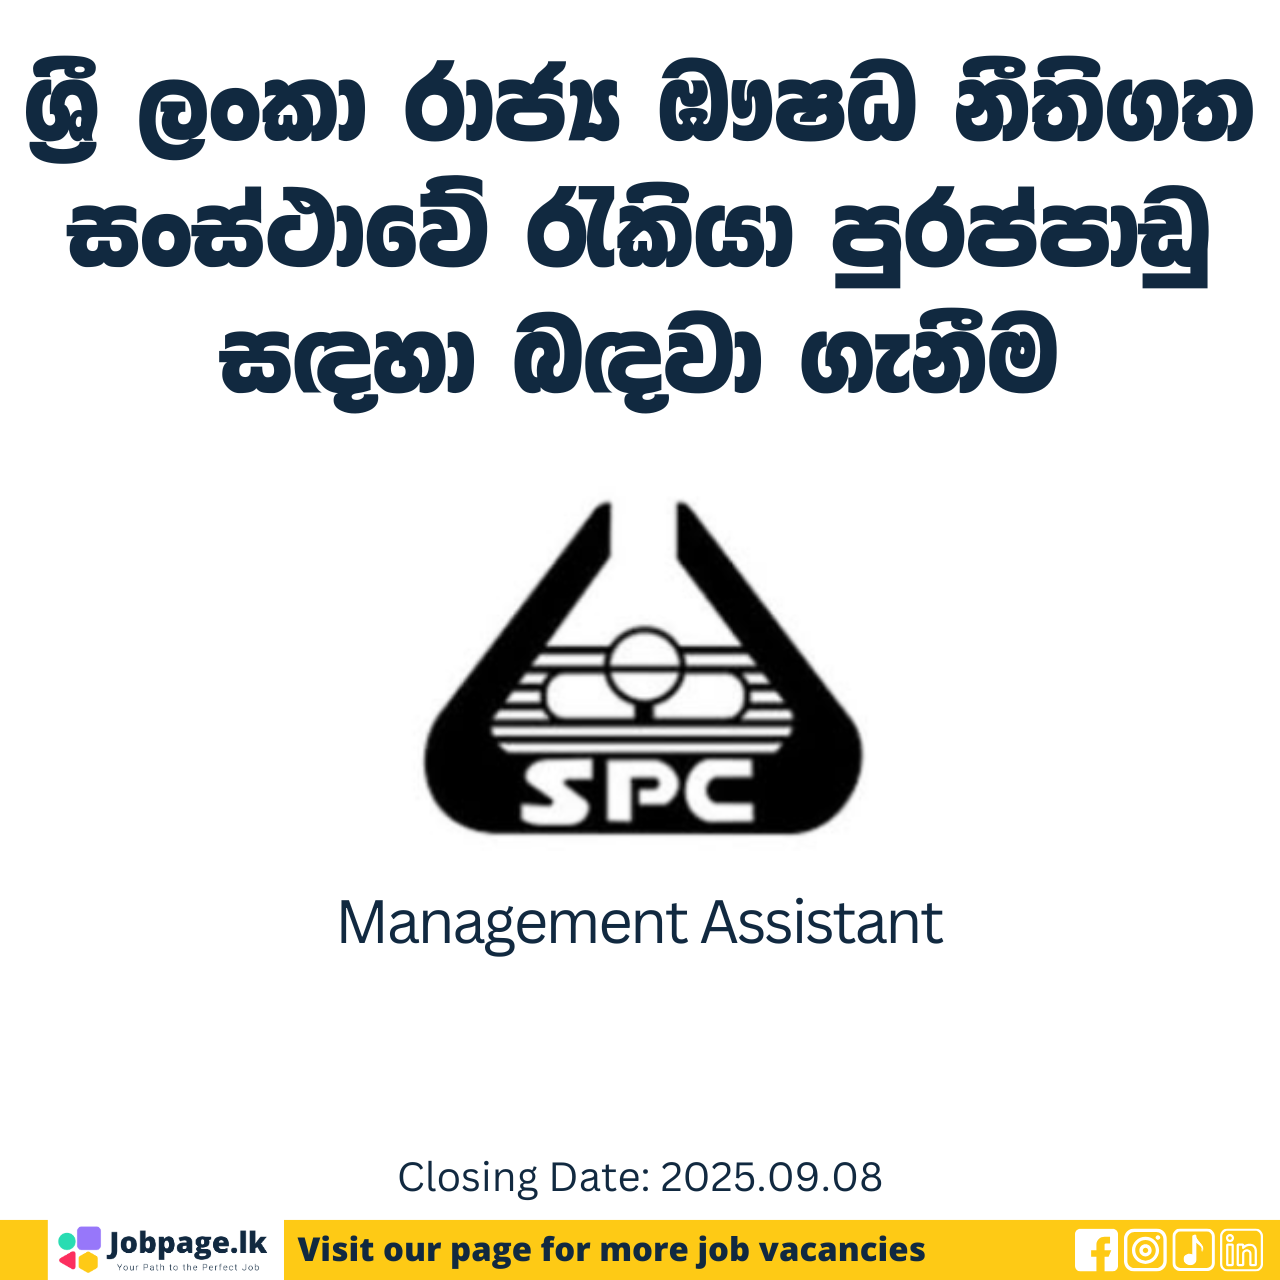 ශ්‍රී ලංකා රාජ්‍ය ඖෂධ නීතිගත
සංස්ථාවේ රැකියා පුරප්පාඩු
සඳහා බඳවා ගැනීම
SPC
Management Assistant
Closing Date: 2025.09.08
Jobpage.lk
Your Path to the Perfect Job
Visit our page for more job vacancies